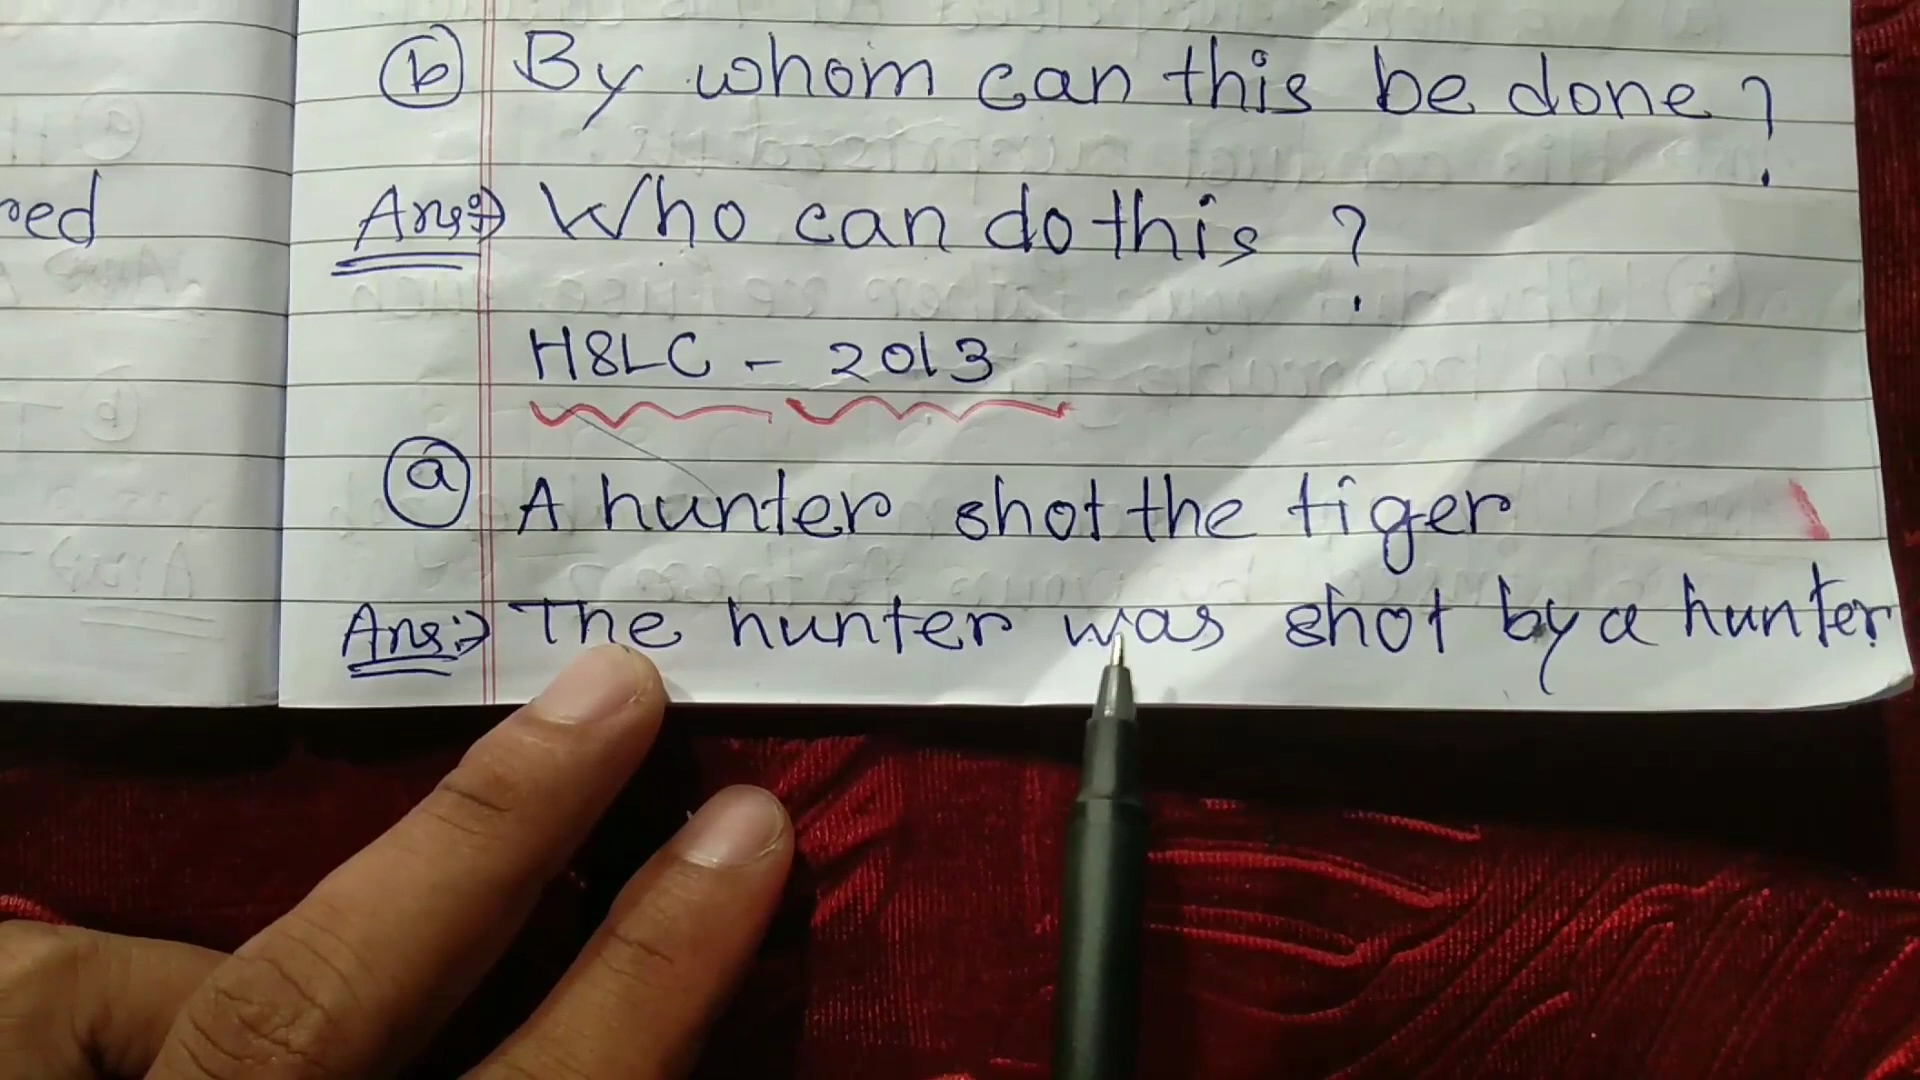 ⓑ By whom can this be done?
red
Ans:⇒ Who can do this ?
HSLC - 2013
ⓐ A hunter shot the tiger
Ans:⇒ The hunter was shot by a hunter.